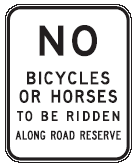 NO
BICYCLES
OR HORSES
TO BE RIDDEN
ALONG ROAD RESERVE